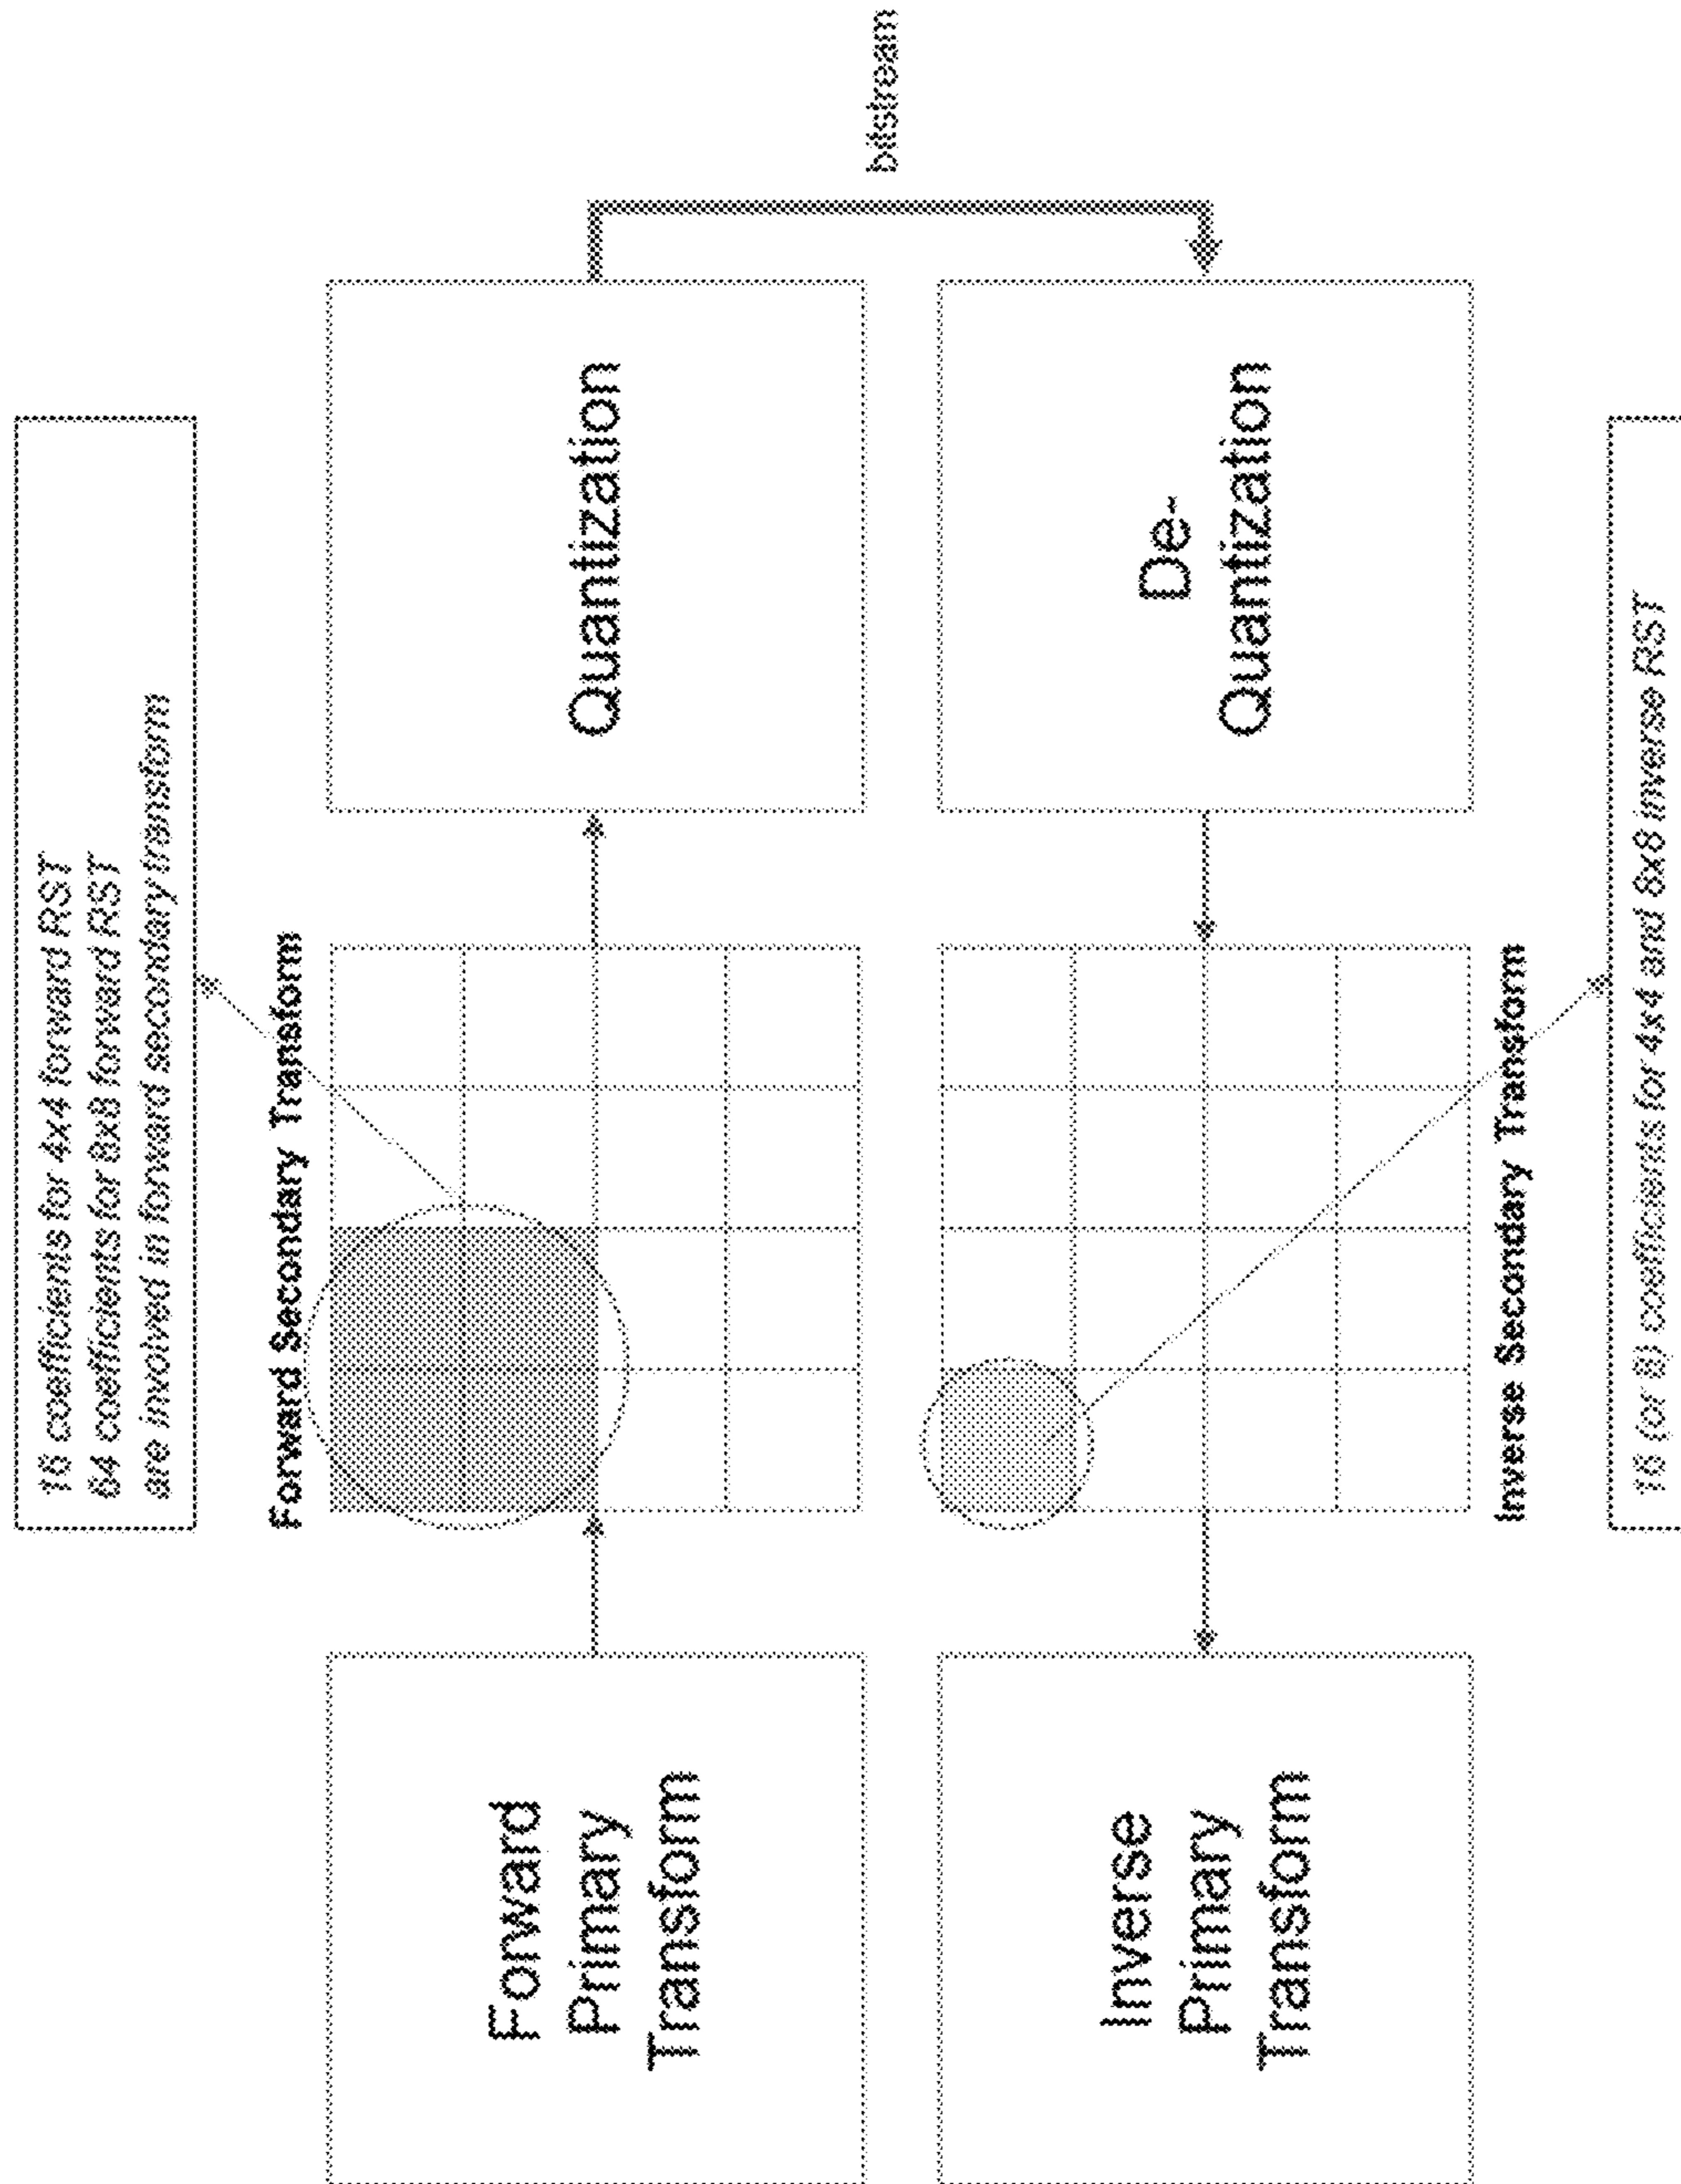 16 coefficients for 4x4 forward RST
64 coefficients for 8x8 forward RST
are involved in forward secondary transform
Forward Secondary Transform
Forward
Primary
Transform
Quantization
bitstream
Inverse
Primary
Transform
De-
Quantization
Inverse Secondary Transform
16 (or 8) coefficients for 4x4 and 8x8 inverse RST